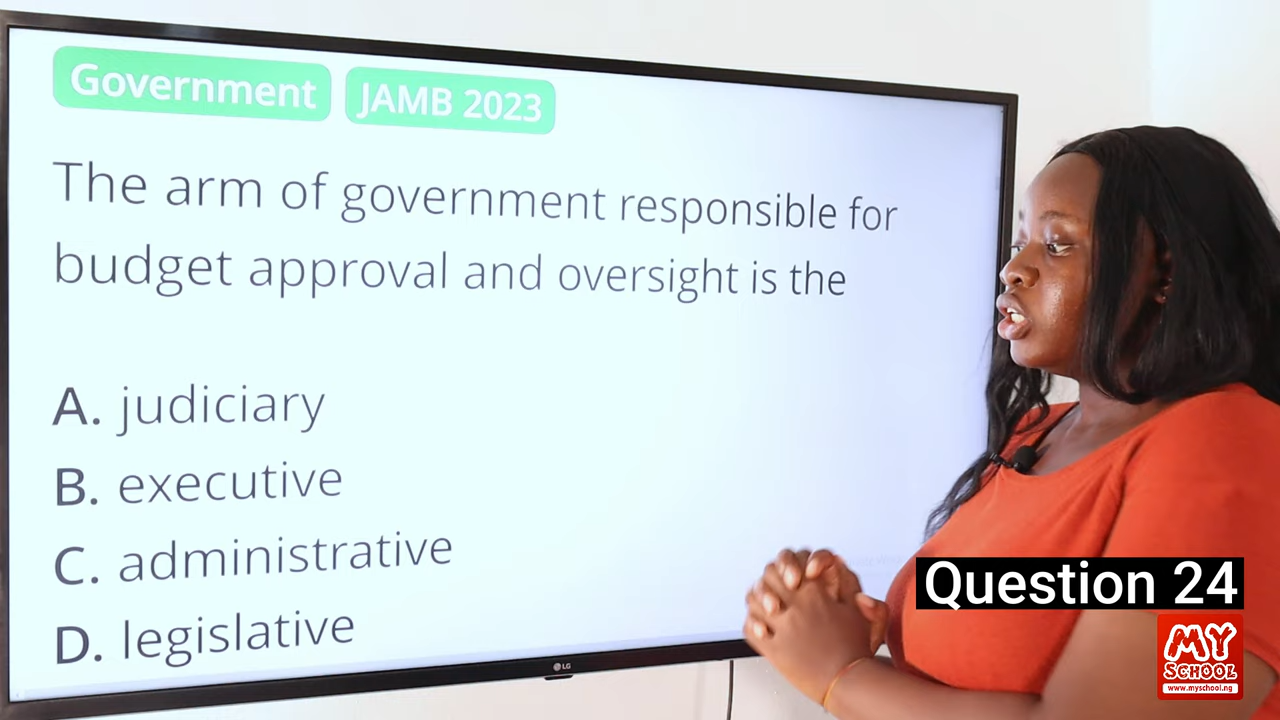 Government JAMB 2023
The arm of government responsible for
budget approval and oversight is the
A. judiciary
B. executive
C. administrative
D. legislative
LG
Question 24
MY
SCHOOL
www.myschool.ng